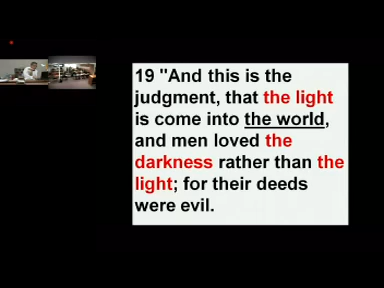 19 "And this is the
judgment, that the light
is come into the world,
and men loved the
darkness rather than the
light; for their deeds
were evil.